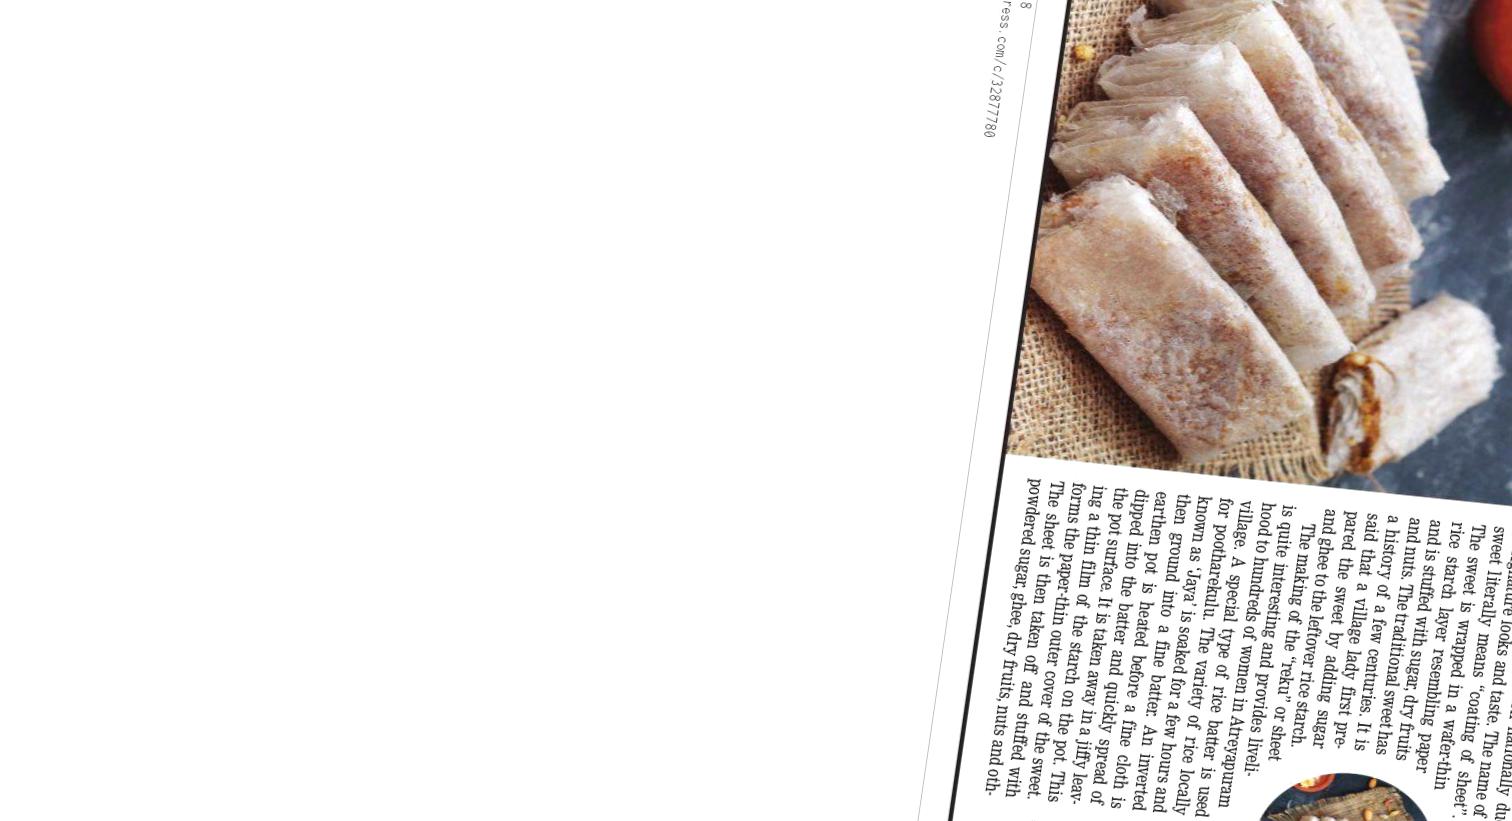 8
ress.com/c/32877780
looks and taste. The name of
sweet literally means “coating of sheet”.
The sweet is wrapped in a wafer-thin
rice starch layer resembling paper
and is stuffed with sugar, dry fruits
and nuts. The traditional sweet has
a history of a few centuries. It is
said that a village lady first pre-
pared the sweet by adding sugar
and ghee to the leftover rice starch.
The making of the “reku” or sheet
is quite interesting and provides liveli-
hood to hundreds of women in Atreyapuram
village. A special type of rice batter is used
for pootharekulu. The variety of rice locally
known as ‘Jaya’ is soaked for a few hours and
then ground into a fine batter. An inverted
earthen pot is heated before a fine cloth is
dipped into the batter and quickly spread of
the pot surface. It is taken away in a jiffy leav-
ing a thin film of the starch on the pot. This
forms the paper-thin outer cover of the sweet.
The sheet is then taken off and stuffed with
powdered sugar, ghee, dry fruits, nuts and oth-